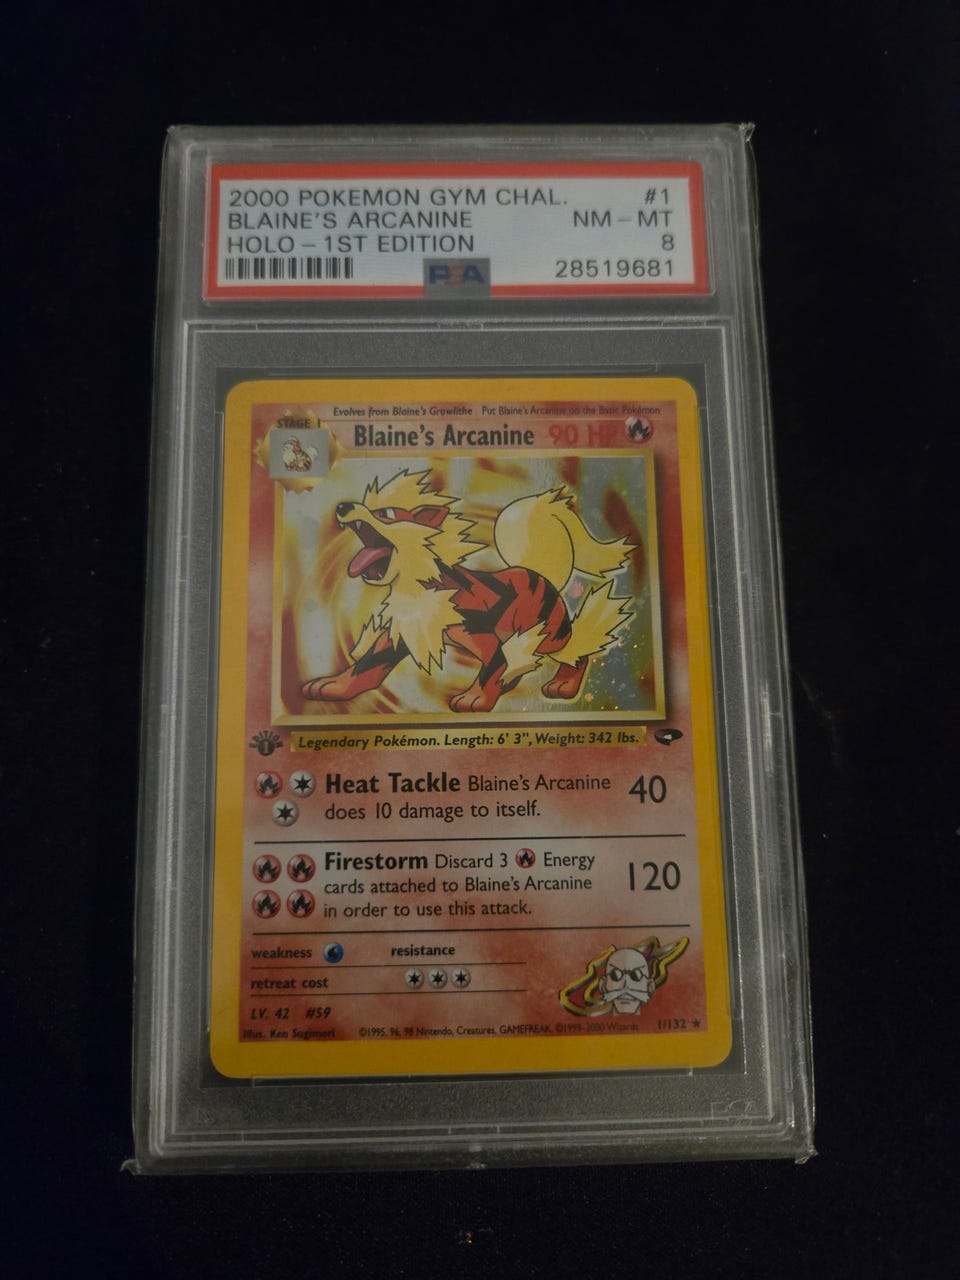 2000 POKEMON GYM CHAL. #1
BLAINE'S ARCANINE NM - MT
HOLO - 1ST EDITION 8
PSA 28519681
Evolves from Blaine's Growlithe Put Blaine's Arcanine on the Basic Pokémon
STAGE 1
Blaine's Arcanine 90 HP
EDITION
1
Legendary Pokémon. Length: 6' 3", Weight: 342 lbs.
Heat Tackle Blaine's Arcanine 40
does 10 damage to itself.
Firestorm Discard 3 Energy 120
cards attached to Blaine's Arcanine
in order to use this attack.
weakness resistance
retreat cost
LV. 42 #59
Illus. Ken Sugimori ©1995, 96, 98 Nintendo, Creatures, GAMEFREAK. ©1999-2000 Wizards 1/132 ★